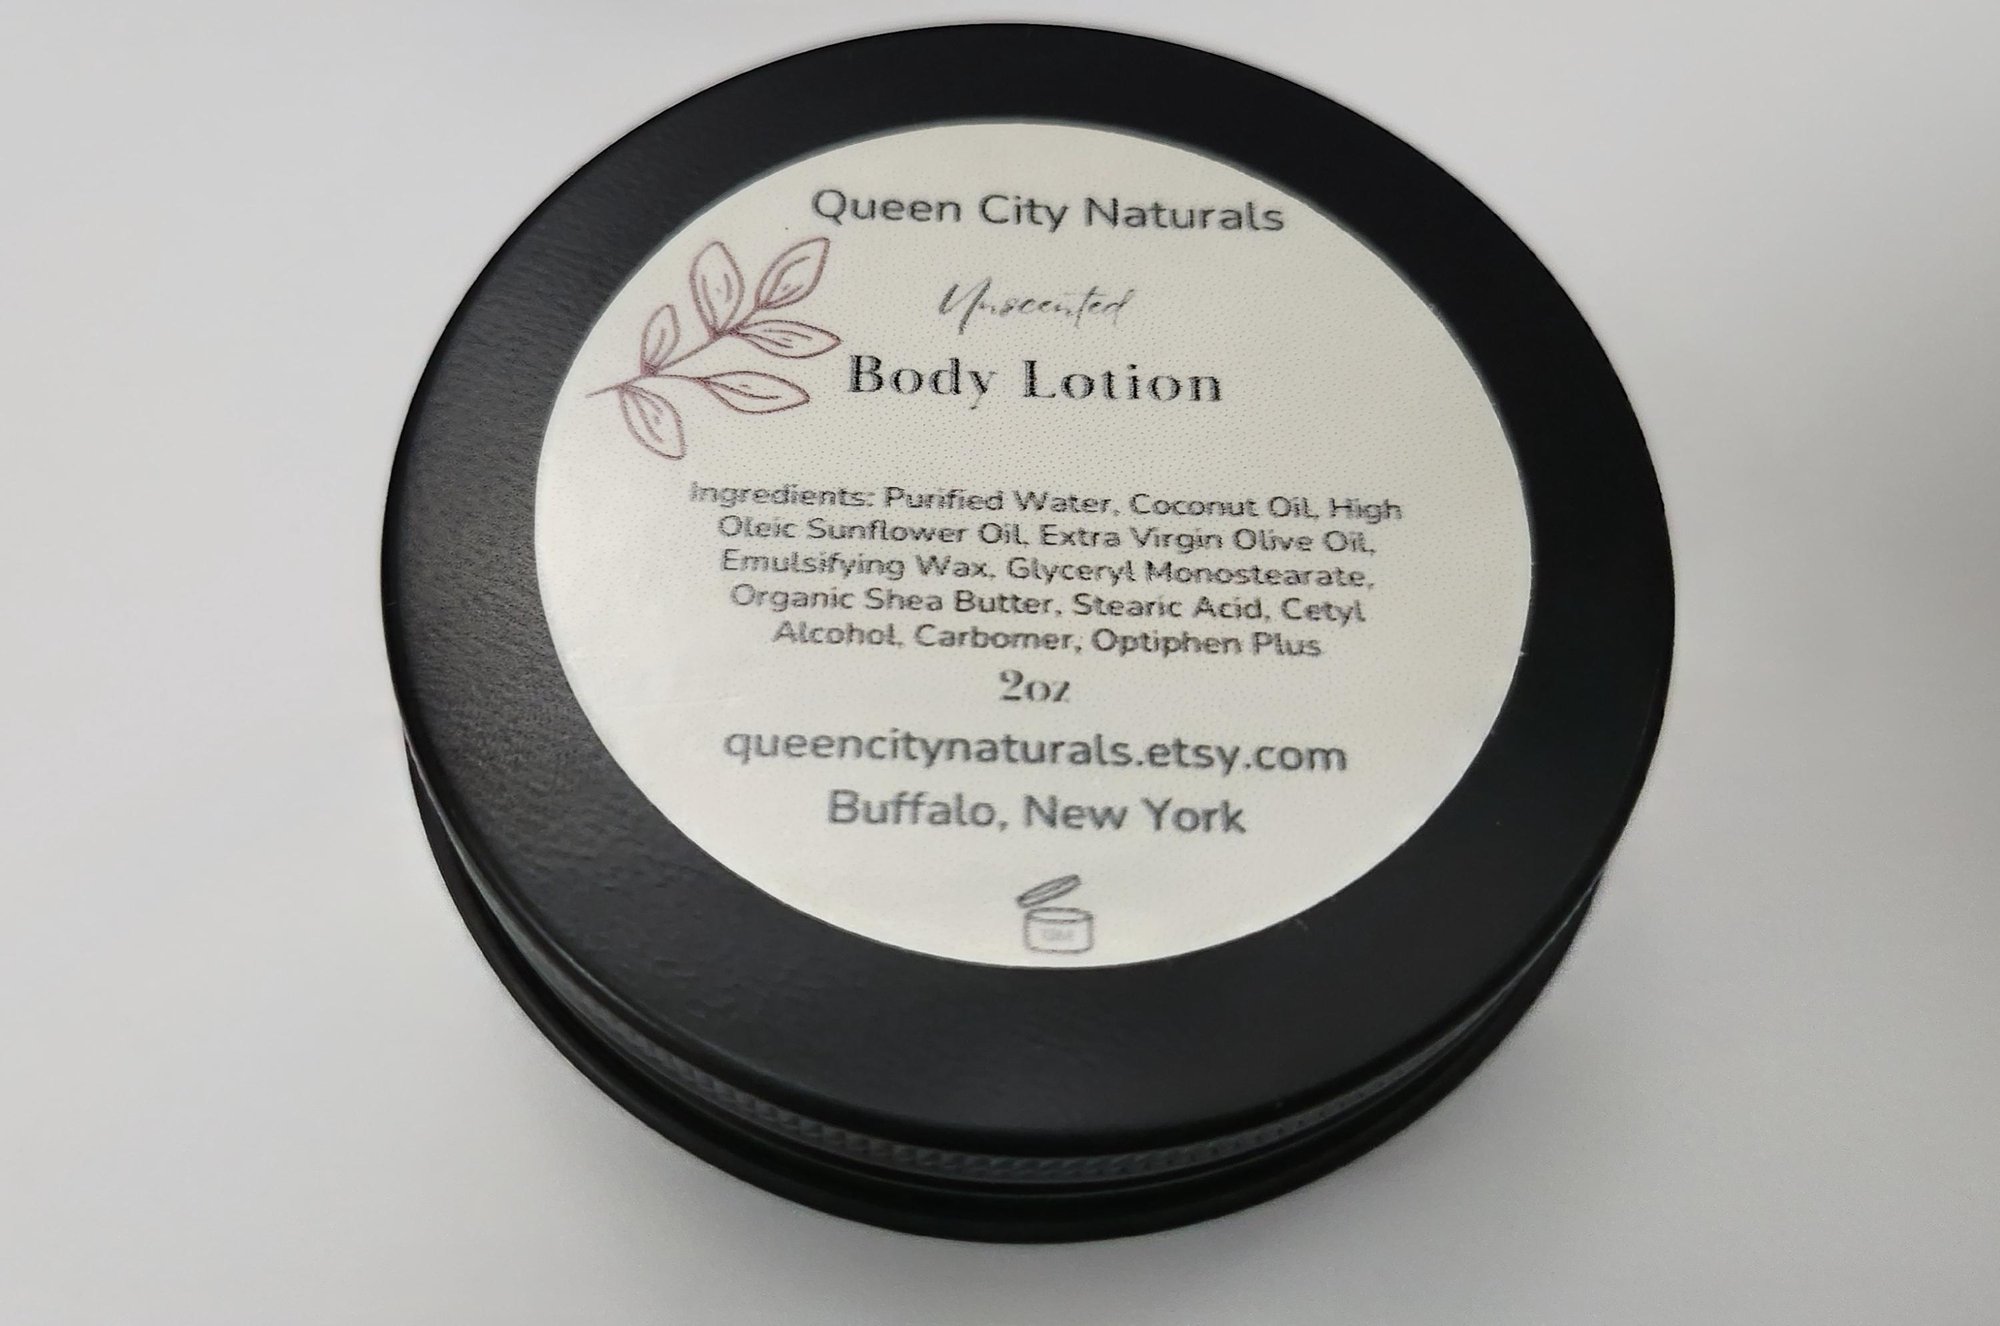 Queen City Naturals
Unscented
Body Lotion
Ingredients: Purified Water, Coconut Oil, High
Oleic Sunflower Oil, Extra Virgin Olive Oil,
Emulsifying Wax, Glyceryl Monostearate,
Organic Shea Butter, Stearic Acid, Cetyl
Alcohol, Carbomer, Optiphen Plus
2oz
queencitynaturals.etsy.com
Buffalo, New York